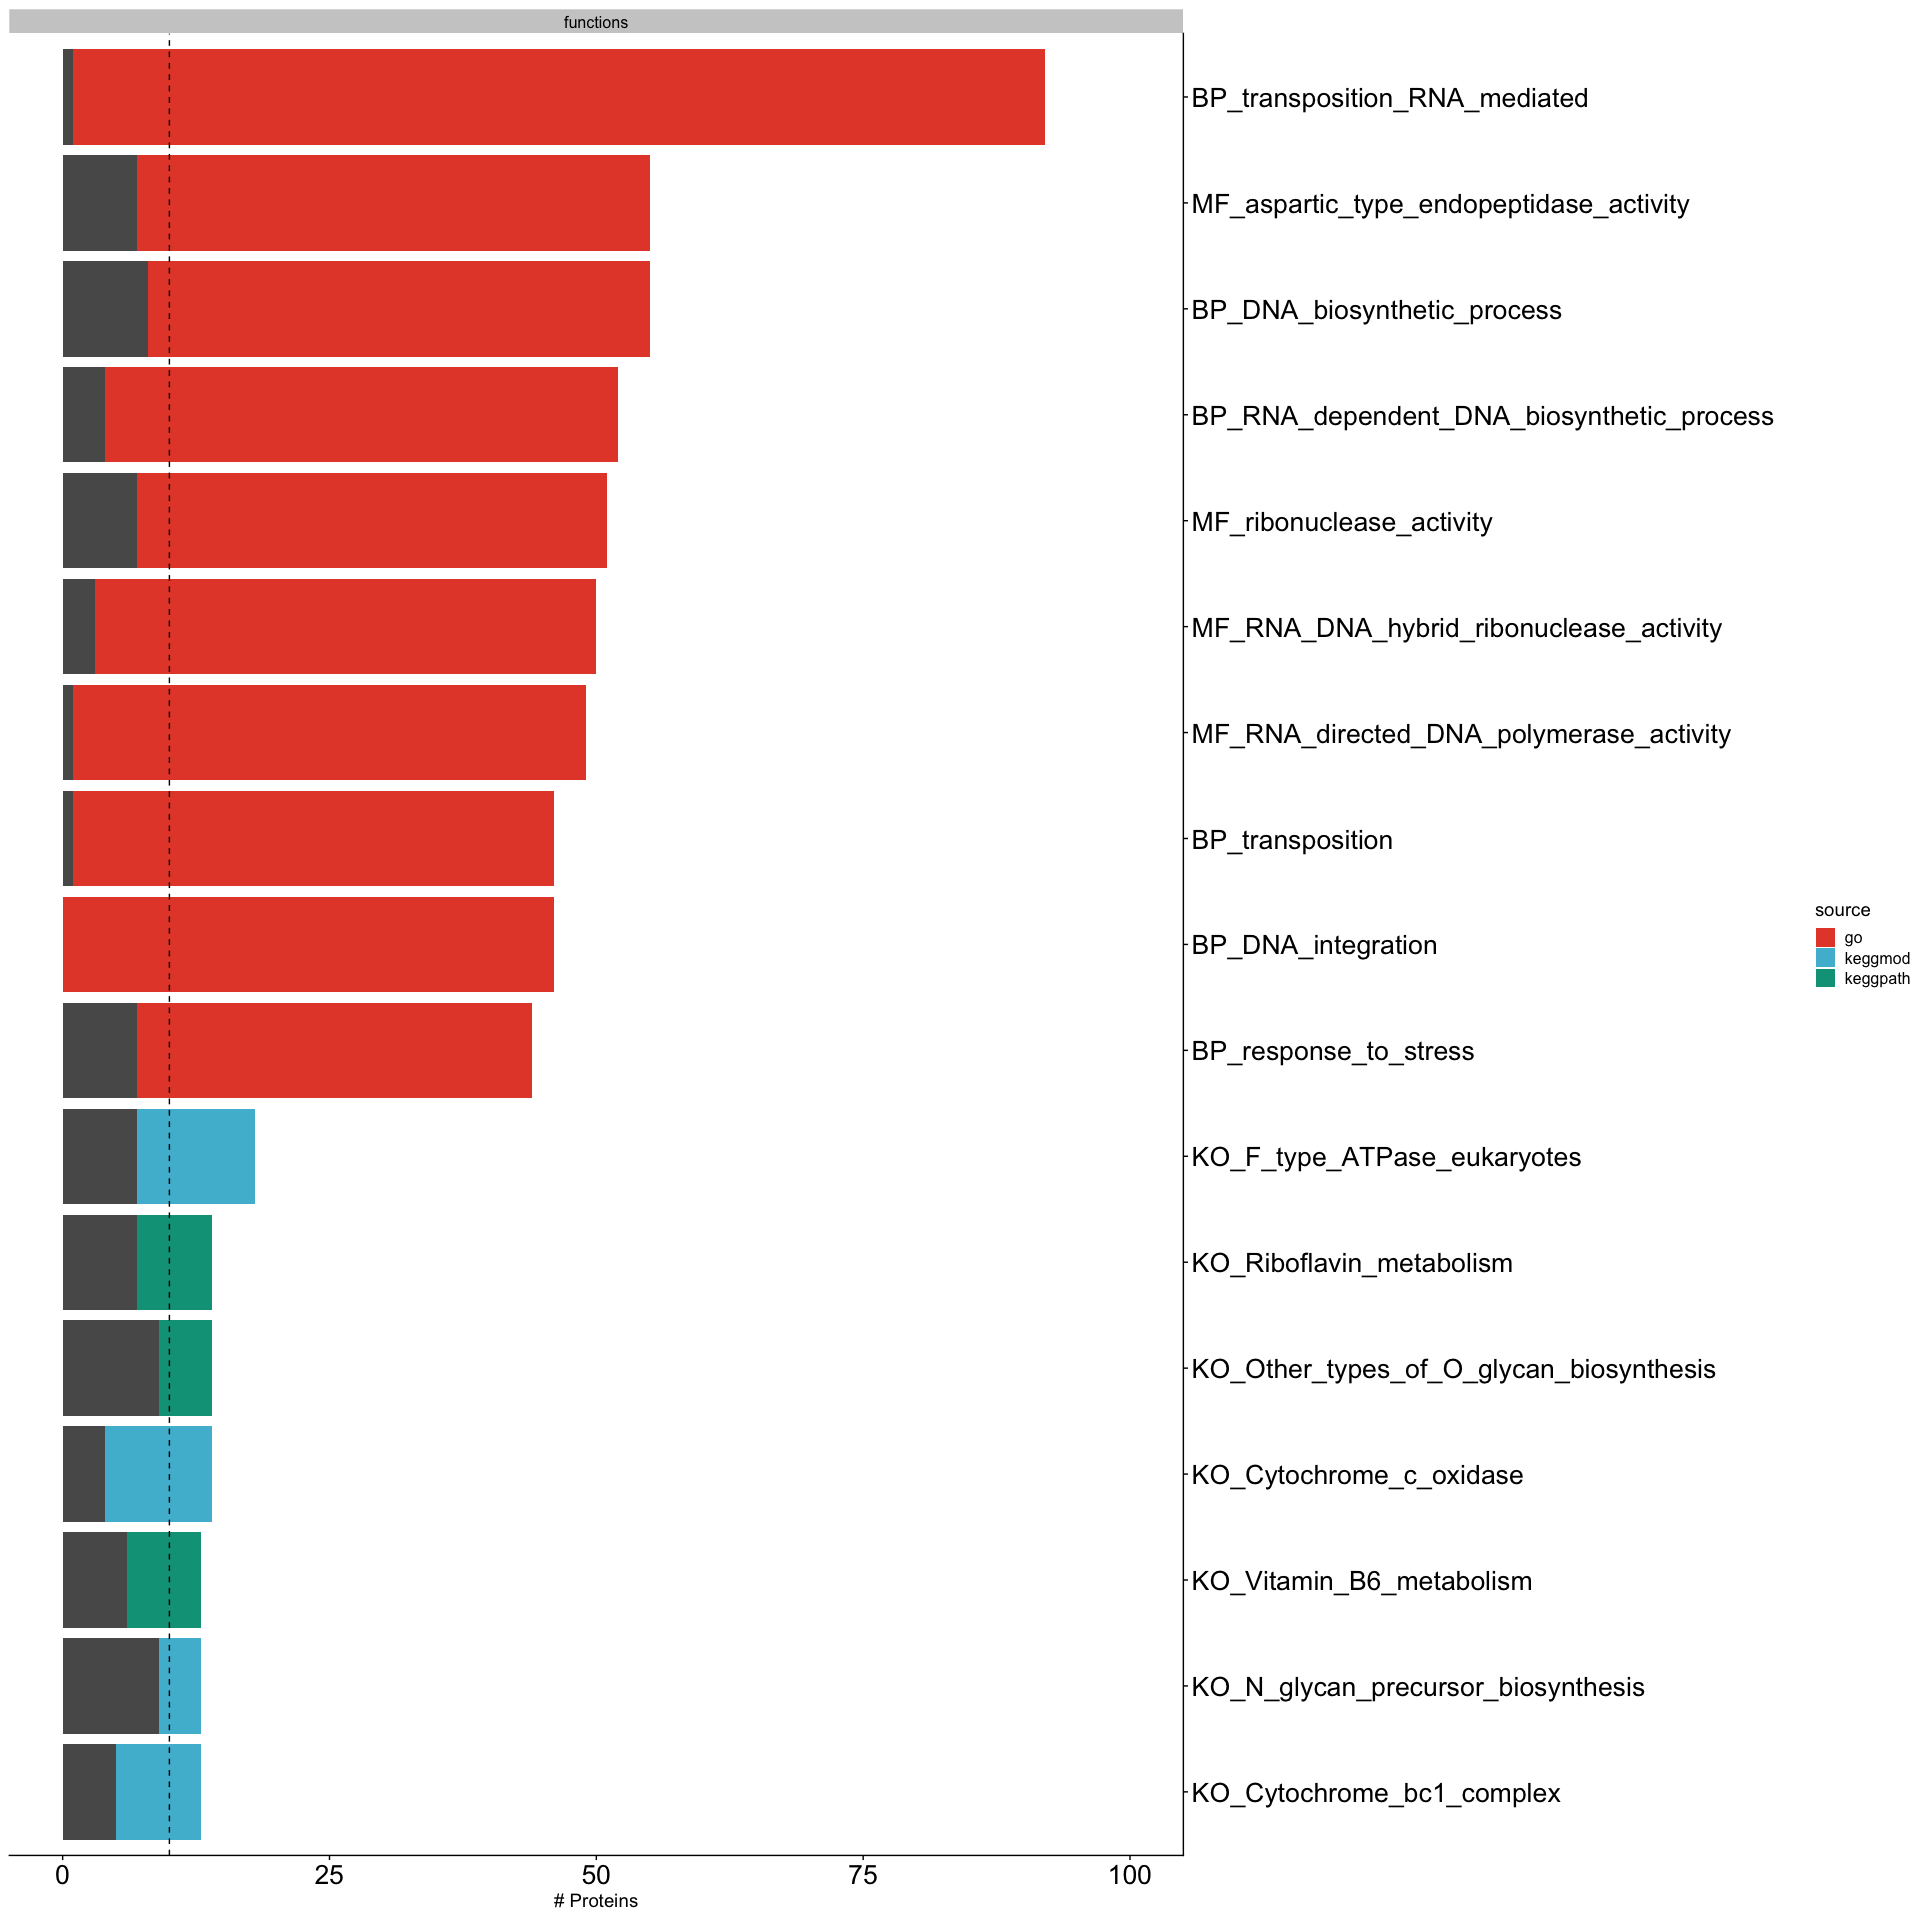 functions
BP_transposition_RNA_mediated
MF_aspartic_type_endopeptidase_activity
BP_DNA_biosynthetic_process
BP_RNA_dependent_DNA_biosynthetic_process
MF_ribonuclease_activity
MF_RNA_DNA_hybrid_ribonuclease_activity
MF_RNA_directed_DNA_polymerase_activity
BP_transposition
BP_DNA_integration
BP_response_to_stress
KO_F_type_ATPase_eukaryotes
KO_Riboflavin_metabolism
KO_Other_types_of_O_glycan_biosynthesis
KO_Cytochrome_c_oxidase
KO_Vitamin_B6_metabolism
KO_N_glycan_precursor_biosynthesis
KO_Cytochrome_bc1_complex
0 25 50 75 100
# Proteins
source
go
keggmod
keggpath